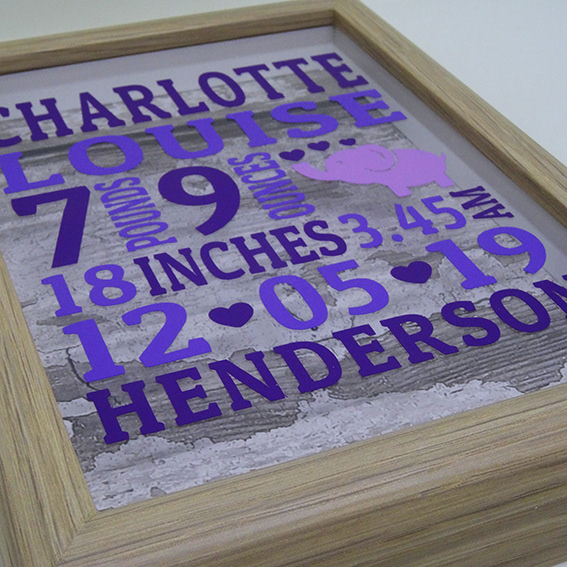 CHARLOTTE
LOUISE
7 POUNDS 9 OUNCES
18 INCHES 3:45 AM
12 05 19
HENDERSON